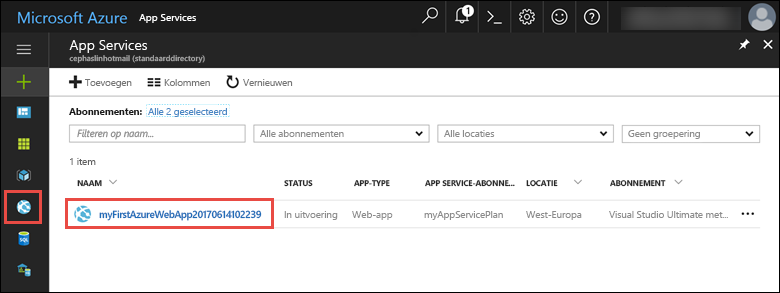 Microsoft Azure App Services
1
App Services
cephaslinhotmail (standaarddirectory)
Toevoegen Kolommen Vernieuwen
Abonnementen: Alle 2 geselecteerd
Filteren op naam... Alle abonnementen Alle locaties Geen groepering
1 item
NAAM STATUS APP-TYPE APP SERVICE-ABONNE... LOCATIE ABONNEMENT
myFirstAzureWebApp20170614102239 In uitvoering Web-app myAppServicePlan West-Europa Visual Studio Ultimate met... 
SQL